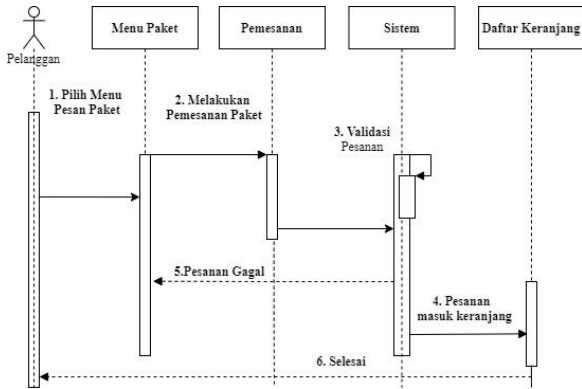 Menu Paket
Pemesanan
Sistem
Daftar Keranjang
Pelanggan
1. Pilih Menu
Pesan Paket
2. Melakukan
Pemesanan Paket
3. Validasi
Pesanan
5.Pesanan Gagal
4. Pesanan
masuk keranjang
6. Selesai